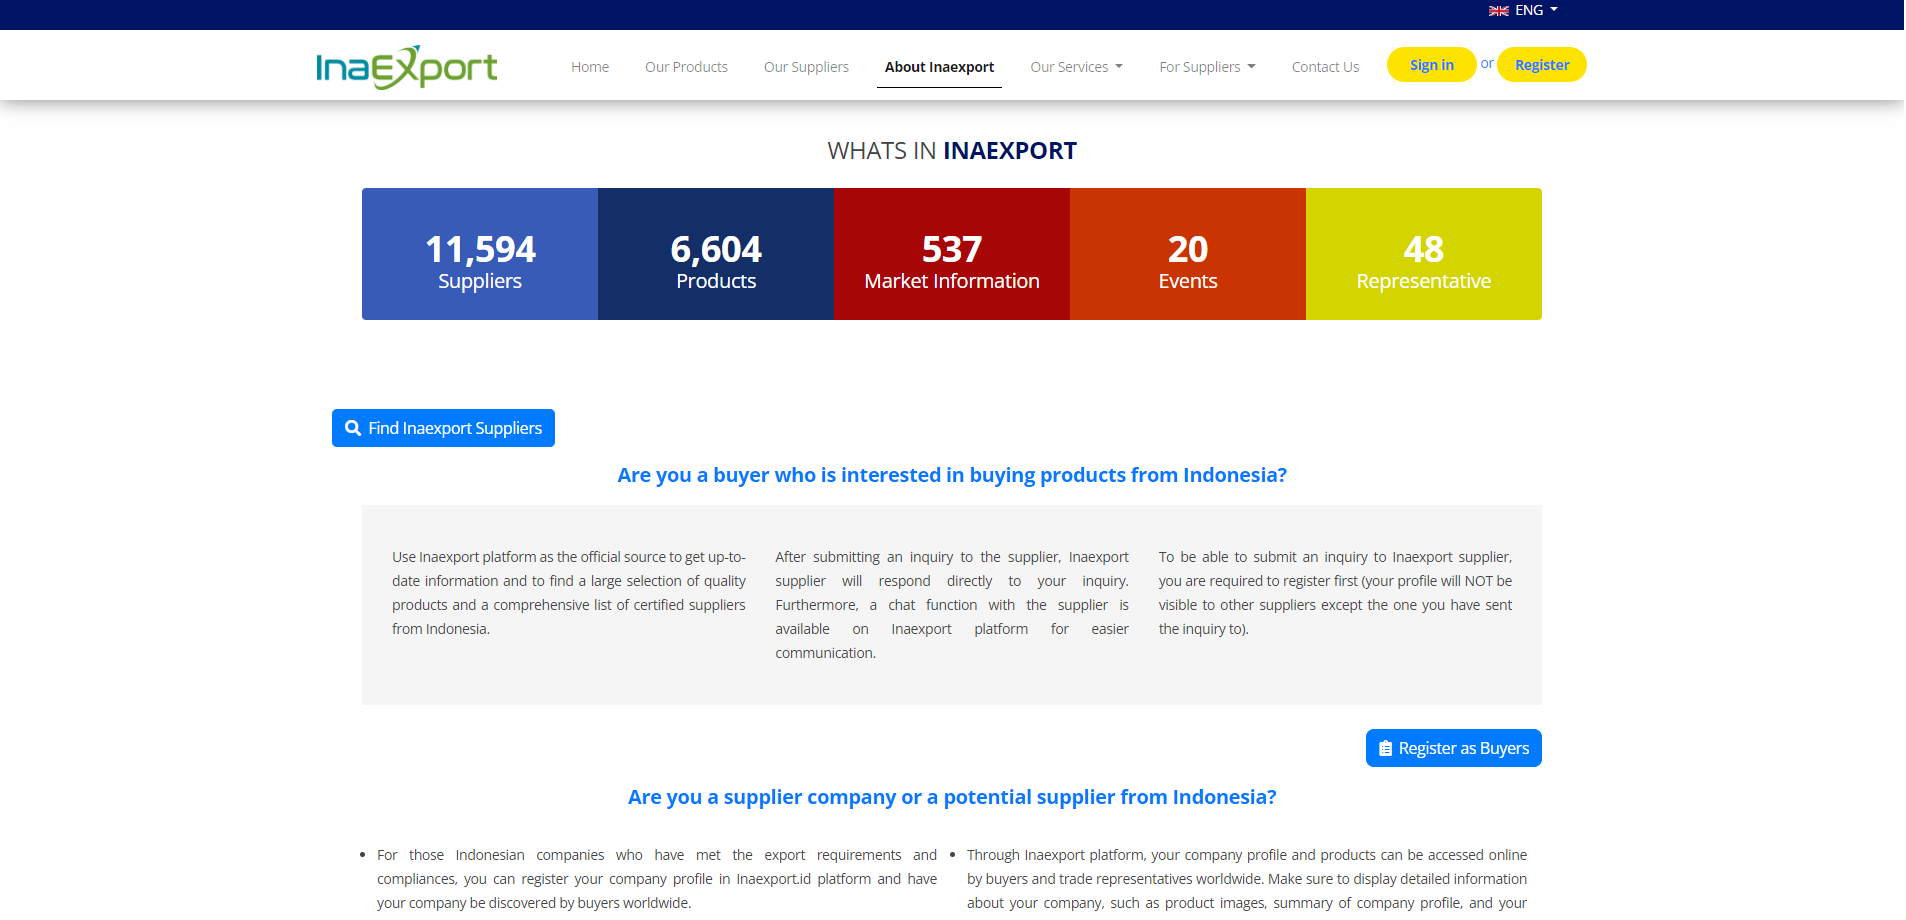 ENG
InaExport
Home
Our Products
Our Suppliers
About Inaexport
Our Services
For Suppliers
Contact Us
Sign in or Register
WHATS IN INAEXPORT
11,594
Suppliers
6,604
Products
537
Market Information
20
Events
48
Representative
Find Inaexport Suppliers
Are you a buyer who is interested in buying products from Indonesia?
Use Inaexport platform as the official source to get up-to-
date information and to find a large selection of quality
products and a comprehensive list of certified suppliers
from Indonesia.
After submitting an inquiry to the supplier, Inaexport
supplier will respond directly to your inquiry.
Furthermore, a chat function with the supplier is
available on Inaexport platform for easier
communication.
To be able to submit an inquiry to Inaexport supplier,
you are required to register first (your profile will NOT be
visible to other suppliers except the one you have sent
the inquiry to).
Register as Buyers
Are you a supplier company or a potential supplier from Indonesia?
For those Indonesian companies who have met the export requirements and
compliances, you can register your company profile in Inaexport.id platform and have
your company be discovered by buyers worldwide.
Through Inaexport platform, your company profile and products can be accessed online
by buyers and trade representatives worldwide. Make sure to display detailed information
about your company, such as product images, summary of company profile, and your